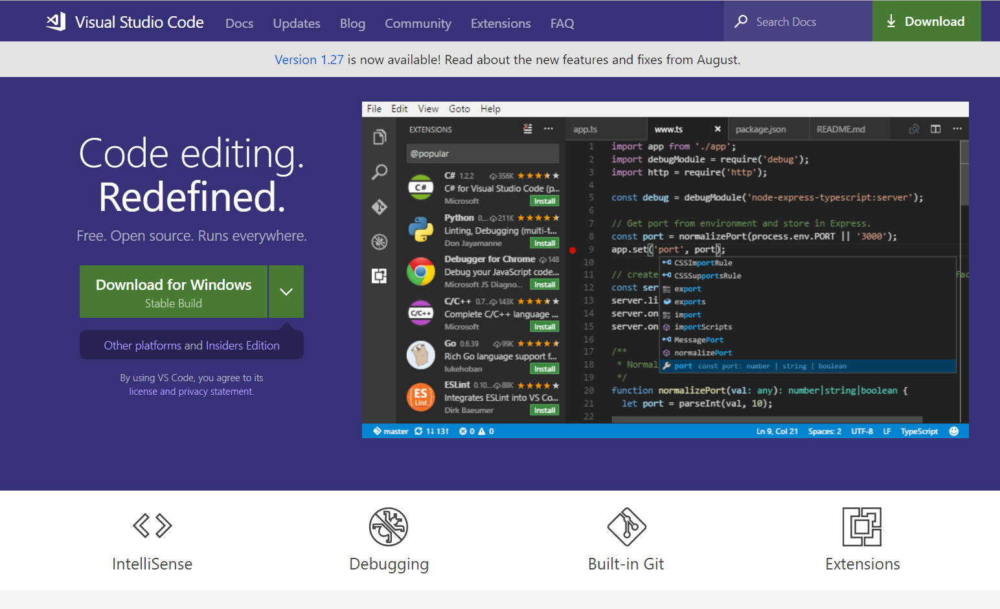 Visual Studio Code Docs Updates Blog Community Extensions FAQ Search Docs Download
Version 1.27 is now available! Read about the new features and fixes from August.
Code editing.
Redefined.
Free. Open source. Runs everywhere.
Download for Windows
Stable Build
Other platforms and Insiders Edition
By using VS Code, you agree to its
license and privacy statement.
File Edit View Goto Help
EXTENSIONS
@popular
C# 1.2.2 356K
C# for Visual Studio Code (p...
Microsoft Install
Python 0... 211K
Linting, Debugging (multi-t...
Don Jayamanne Install
Debugger for Chrome 148
Debug your JavaScript code...
Microsoft JS Diagno... Install
C/C++
C/C++ 0.7... 143K
Complete C/C++ language ...
Microsoft Install
Go 0.6.39 99K
Rich Go language support f...
lukehoban Install
ES
Lint
ESLint 0.10... 88K
Integrates ESLint into VS Co...
Dirk Baeumer Install
app.ts www.ts package.json README.md
1 import app from './app';
2 import debugModule = require('debug');
3 import http = require('http');
4
5 const debug = debugModule('node-express-typescript:server');
6
7 // Get port from environment and store in Express.
8 const port = normalizePort(process.env.PORT || '3000');
9 app.set('port', port);
10
11 // create
12 const ser
13 server.li
14 server.on
15 server.on
16
17 /**
18 * Normal
19 */
20 function normalizePort(val: any): number|string|boolean {
21 let port = parseInt(val, 10);
22
CSSImportRule
CSSSupportsRule
export
exports
import
importScripts
MessagePort
normalizePort
port const port: number | string | boolean
master 1↓ 13↑ 0 0 Ln 9, Col 21 Spaces: 2 UTF-8 LF TypeScript
IntelliSense
Debugging
Built-in Git
Extensions